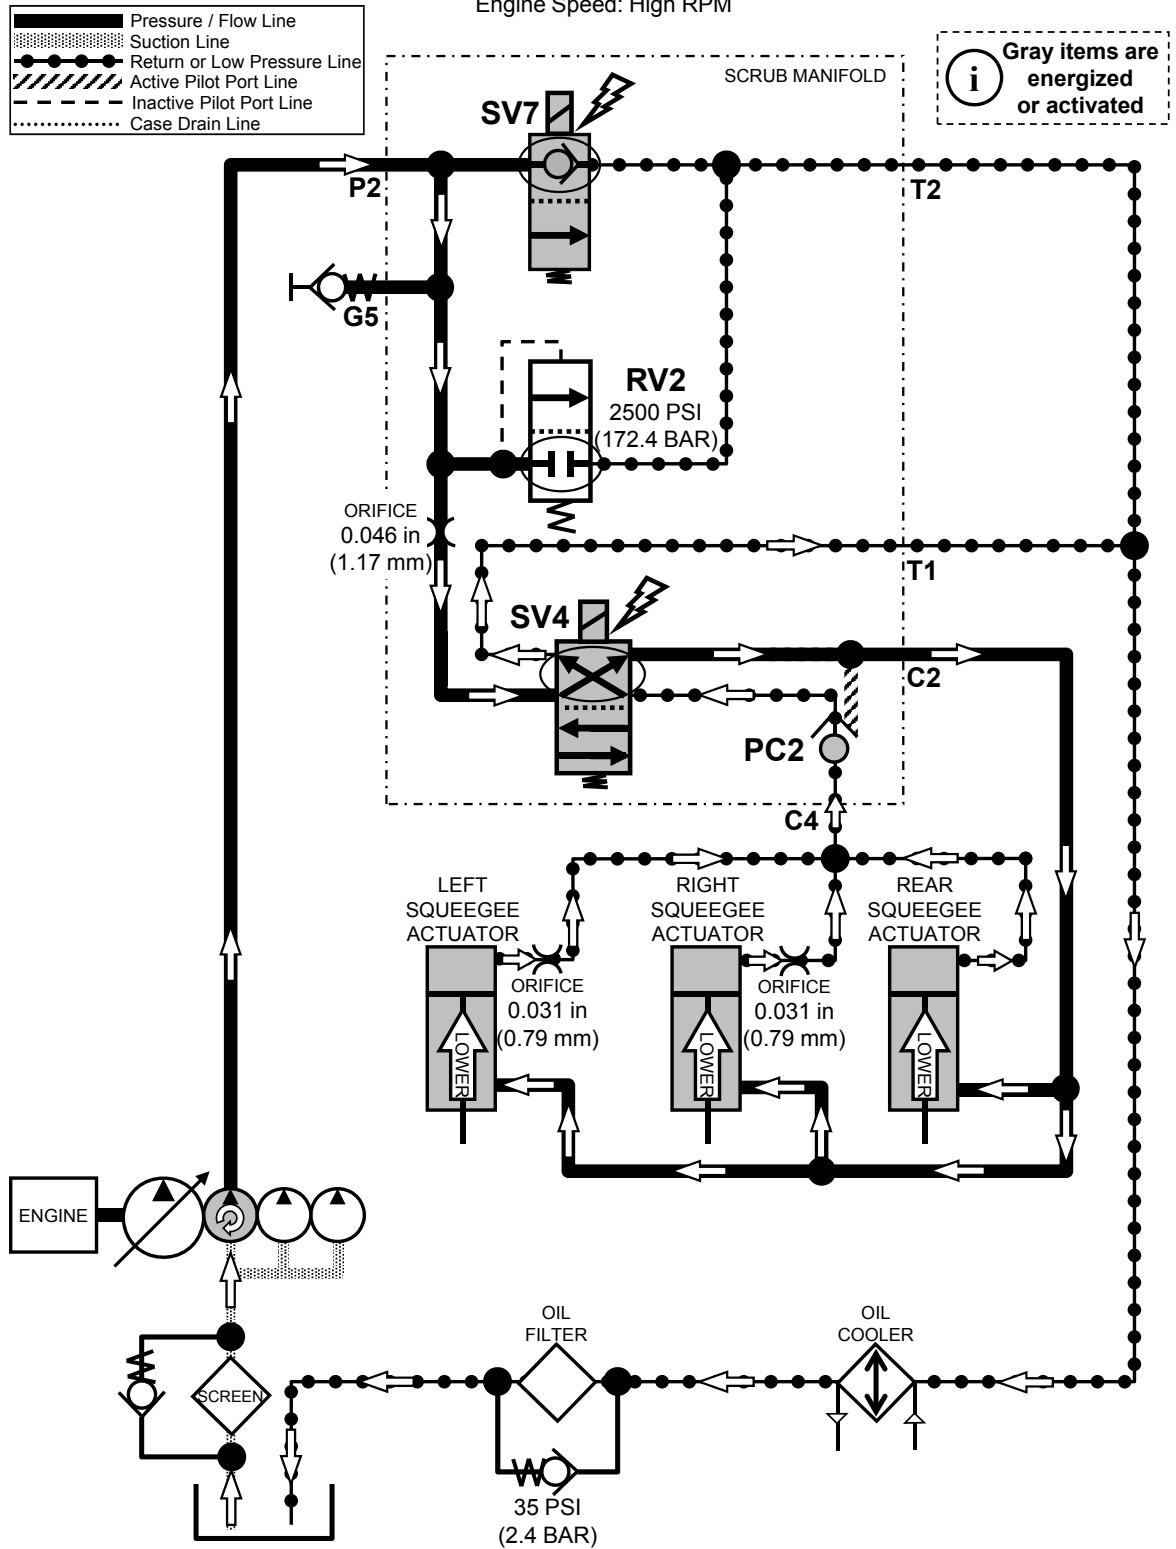 Engine Speed: High RPM
Pressure / Flow Line
Suction Line
Return or Low Pressure Line
Active Pilot Port Line
Inactive Pilot Port Line
Case Drain Line
i
Gray items are
energized
or activated
SCRUB MANIFOLD
SV7
P2
T2
G5
RV2
2500 PSI
(172.4 BAR)
ORIFICE
0.046 in
(1.17 mm)
T1
SV4
C2
PC2
C4
LEFT
SQUEEGEE
ACTUATOR
RIGHT
SQUEEGEE
ACTUATOR
REAR
SQUEEGEE
ACTUATOR
ORIFICE
0.031 in
(0.79 mm)
ORIFICE
0.031 in
(0.79 mm)
LOWER
LOWER
LOWER
ENGINE
OIL
FILTER
OIL
COOLER
SCREEN
35 PSI
(2.4 BAR)